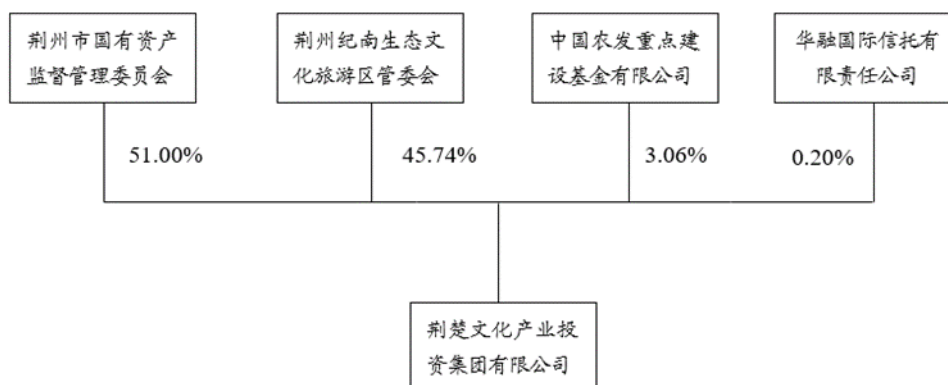 荆州市国有资产
监督管理委员会
荆州纪南生态文
化旅游区管委会
中国农发重点建
设基金有限公司
华融国际信托有
限责任公司
51.00%
45.74%
3.06%
0.20%
荆楚文化产业投
资集团有限公司